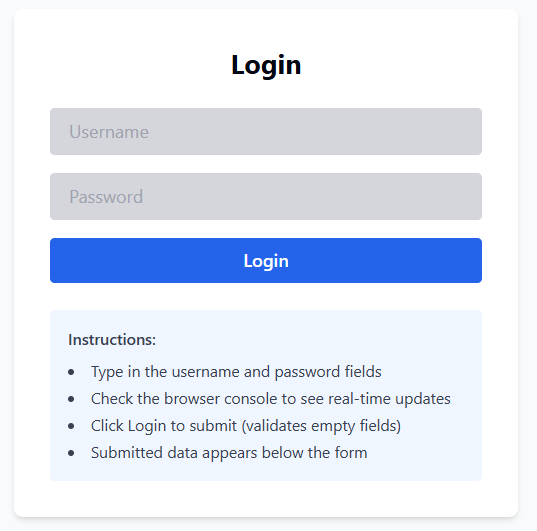 Login
Username
Password
Login
Instructions:
Type in the username and password fields
Check the browser console to see real-time updates
Click Login to submit (validates empty fields)
Submitted data appears below the form